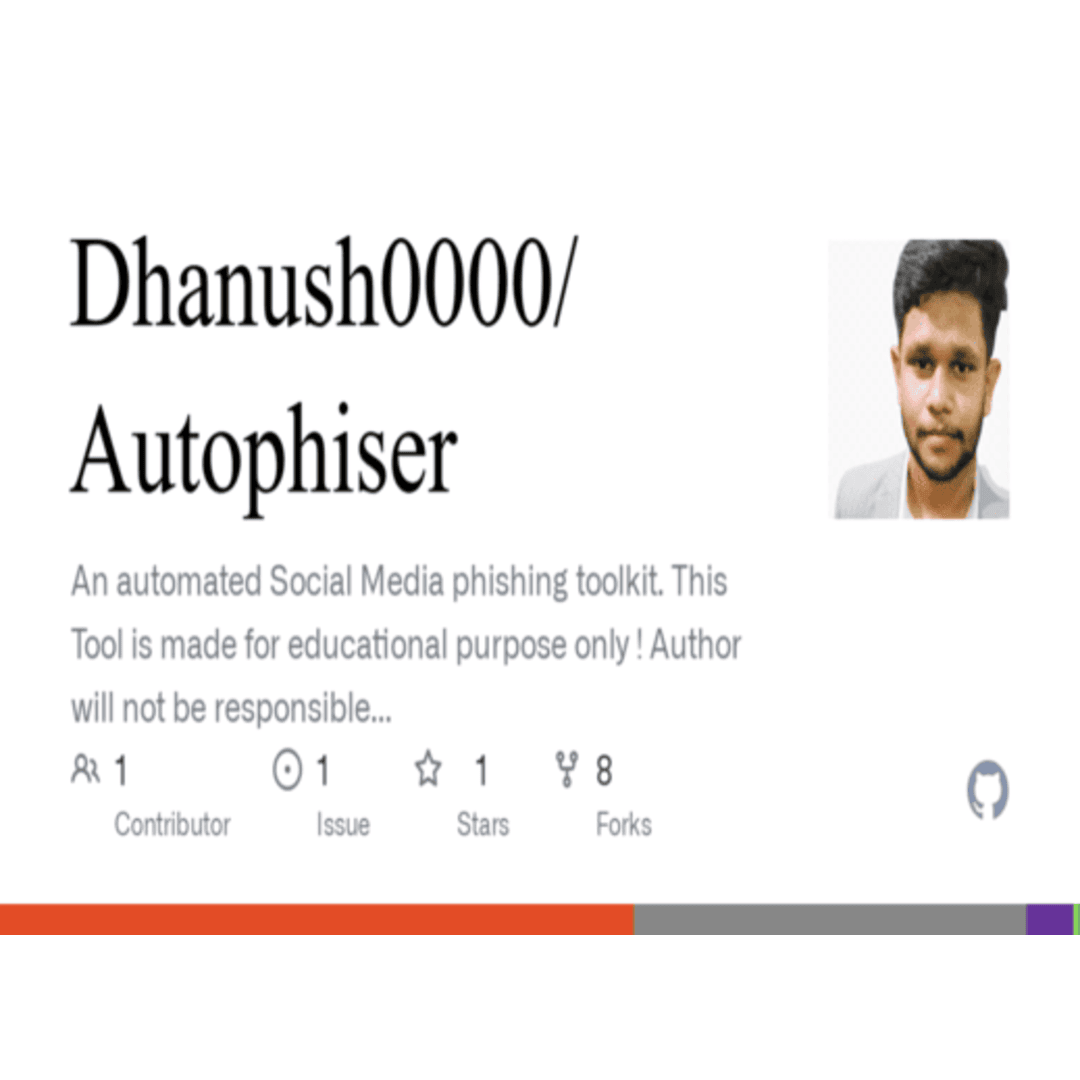 Dhanush0000/
Autophiser
An automated Social Media phishing toolkit. This
Tool is made for educational purpose only ! Author
will not be responsible...
1 1 1 8
Contributor Issue Stars Forks